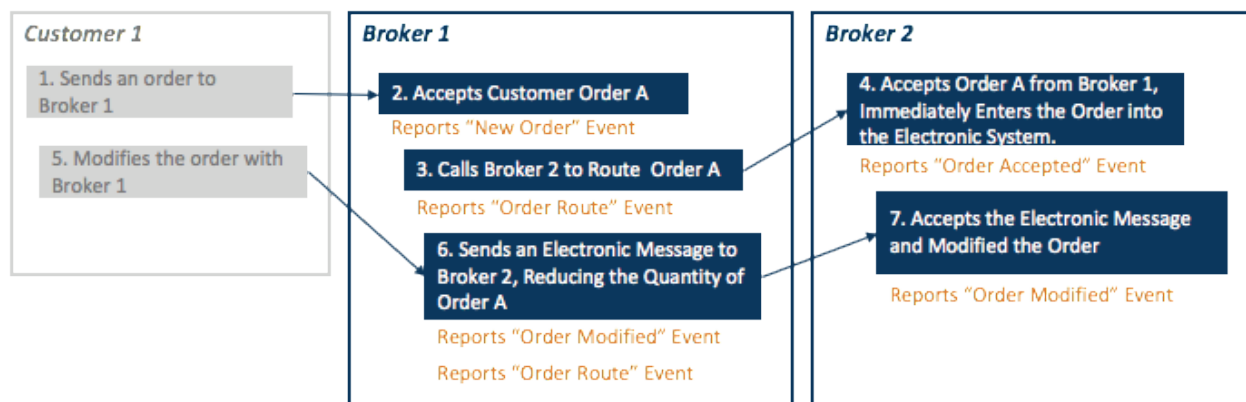 Customer 1
1. Sends an order to
Broker 1
5. Modifies the order with
Broker 1
Broker 1
2. Accepts Customer Order A
Reports “New Order” Event
3. Calls Broker 2 to Route Order A
Reports “Order Route” Event
6. Sends an Electronic Message to
Broker 2, Reducing the Quantity of
Order A
Reports “Order Modified” Event
Reports “Order Route” Event
Broker 2
4. Accepts Order A from Broker 1,
Immediately Enters the Order into
the Electronic System.
Reports “Order Accepted” Event
7. Accepts the Electronic Message
and Modified the Order
Reports “Order Modified” Event